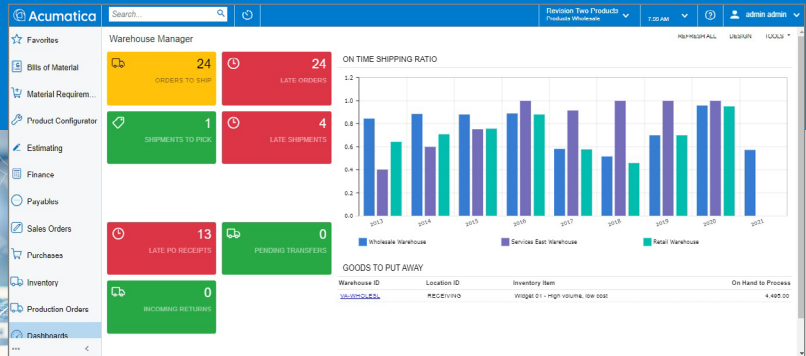 Acumatica
Search...
Revision Two Products
Products Wholesale
7:55 AM
admin admin
Favorites
Bills of Material
Material Requirem...
Product Configurator
Estimating
Finance
Payables
Sales Orders
Purchases
Inventory
Production Orders
Dashboards
Warehouse Manager
REFRESH ALL DESIGN TOOLS
24
ORDERS TO SHIP
24
LATE ORDERS
1
SHIPMENTS TO PICK
4
LATE SHIPMENTS
13
LATE PO RECEIPTS
0
PENDING TRANSFERS
0
INCOMING RETURNS
ON TIME SHIPPING RATIO
1.2
1.0
0.8
0.6
0.4
0.2
0.0
2013 2014 2015 2016 2017 2018 2019 2020 2021
Wholesale Warehouse Services East Warehouse Retail Warehouse
GOODS TO PUT AWAY
Warehouse ID Location ID Inventory Item On Hand to Process
VA-WHOLESL RECEIVING Widget 01 - High volume, low cost 4,495.00